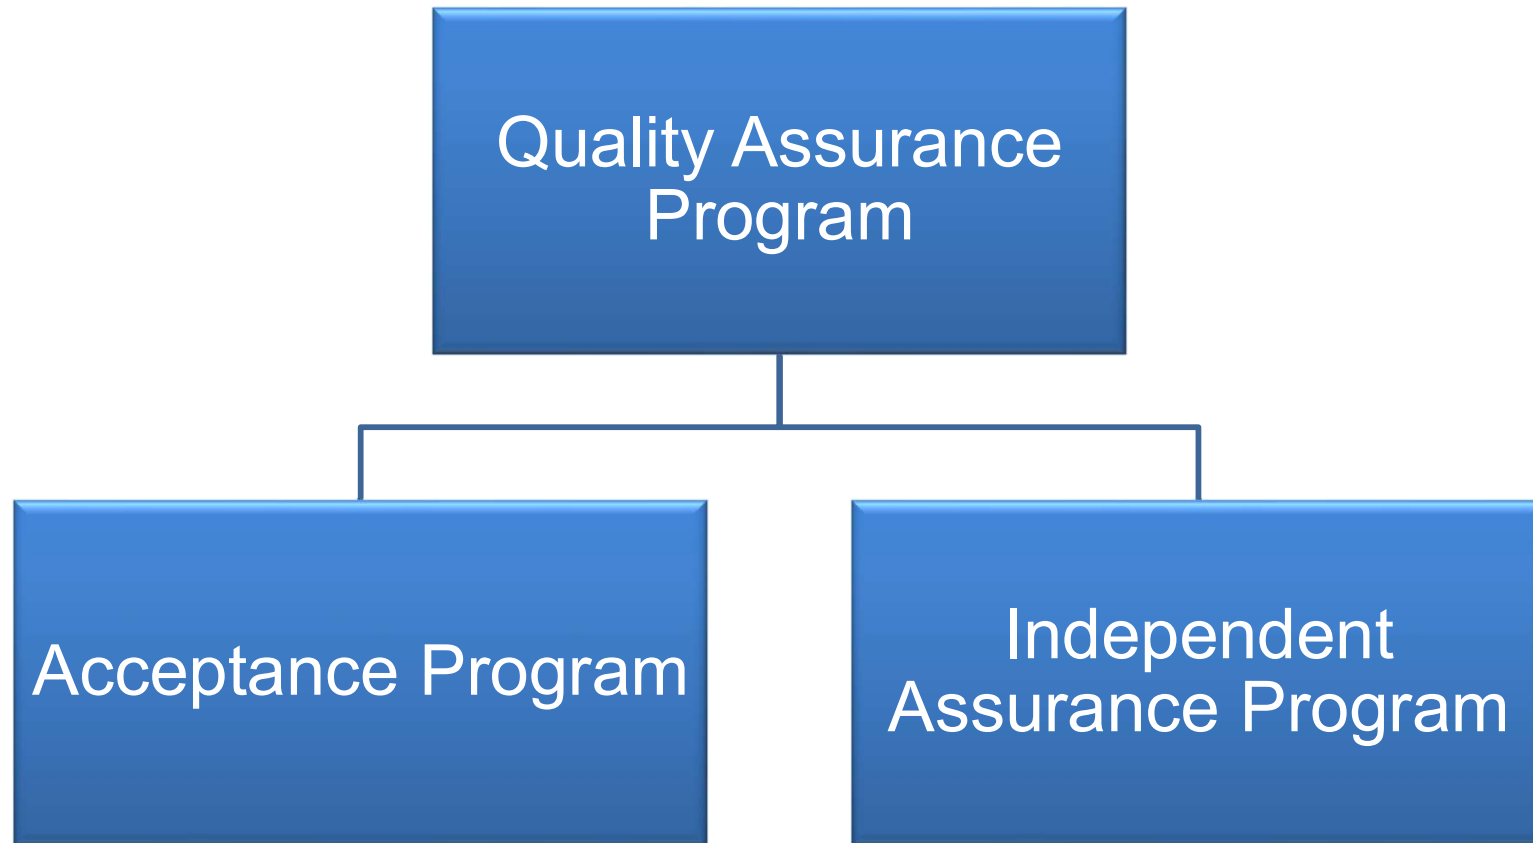 Quality Assurance
Program
Acceptance Program
Independent
Assurance Program